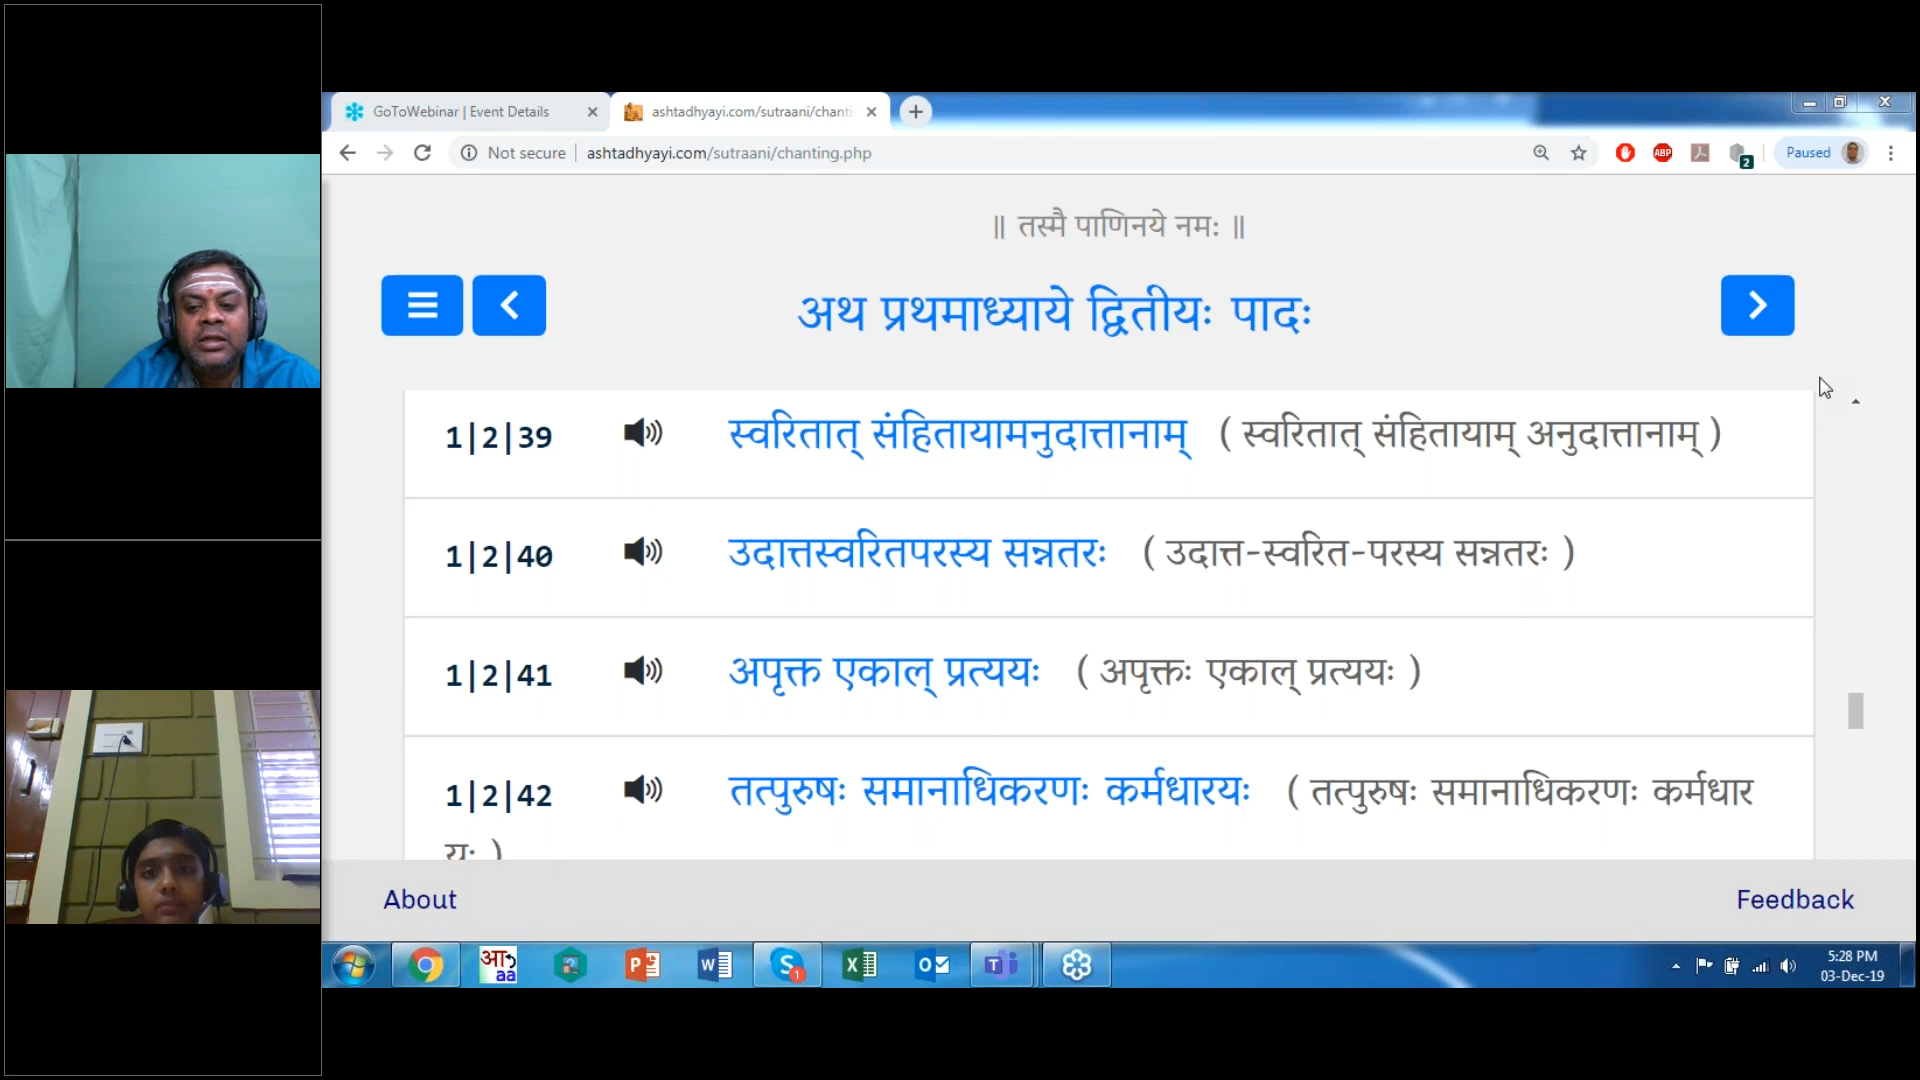 GoToWebinar | Event Details
ashtadhyayi.com/sutraani/chanti
Not secure
ashtadhyayi.com/sutraani/chanting.php
ABP
2
Paused
॥ तस्मै पाणिनये नमः ॥
अथ प्रथमाध्याये द्वितीयः पादः
1|2|39 स्वरितात् संहितायामनुदात्तानाम् ( स्वरितात् संहितायाम् अनुदात्तानाम् )
1|2|40 उदात्तस्वरितपरस्य सन्नतरः ( उदात्त-स्वरित-परस्य सन्नतरः )
1|2|41 अपृक्त एकाल् प्रत्ययः ( अपृक्तः एकाल् प्रत्ययः )
1|2|42 तत्पुरुषः समानाधिकरणः कर्मधारयः ( तत्पुरुषः समानाधिकरणः कर्मधार
यः )
About
Feedback
aa
5:28 PM
03-Dec-19